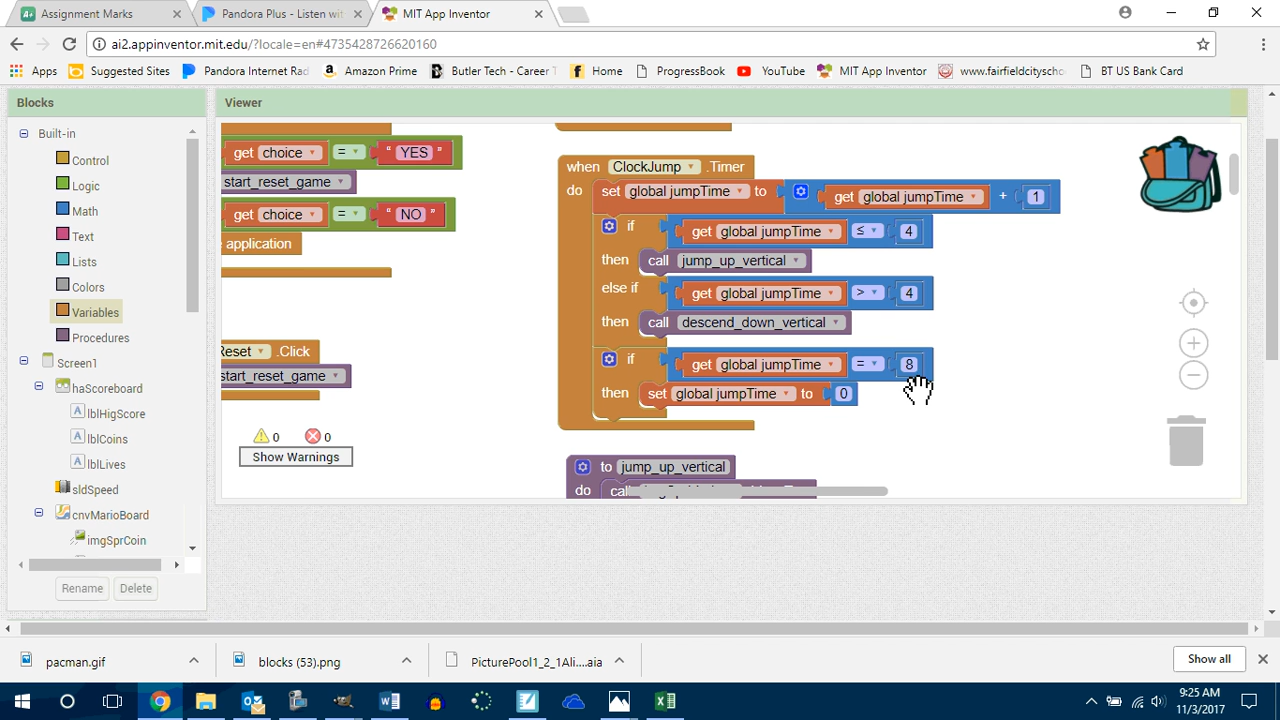 Assignment Marks
Pandora Plus - Listen wit
MIT App Inventor
ai2.appinventor.mit.edu/?locale=en#4735428726620160
Apps
Suggested Sites
Pandora Internet Rad
Amazon Prime
Butler Tech - Career T
Home
ProgressBook
YouTube
MIT App Inventor
www.fairfieldcityscho
BT US Bank Card
Blocks
Viewer
Built-in
Control
Logic
Math
Text
Lists
Colors
Variables
Procedures
Screen1
haScoreboard
lblHigScore
lblCoins
lblLives
sldSpeed
cnvMarioBoard
imgSprCoin
Rename
Delete
get choice = " YES "
start_reset_game
get choice = " NO "
e application
Reset .Click
start_reset_game
0 0
Show Warnings
when ClockJump .Timer
do set global jumpTime to get global jumpTime + 1
if get global jumpTime ≤ 4
then call jump_up_vertical
else if get global jumpTime > 4
then call descend_down_vertical
if get global jumpTime = 8
then set global jumpTime to 0
to jump_up_vertical
do call
pacman.gif
blocks (53).png
PicturePool1_2_1Ali....aia
Show all
9:25 AM
11/3/2017